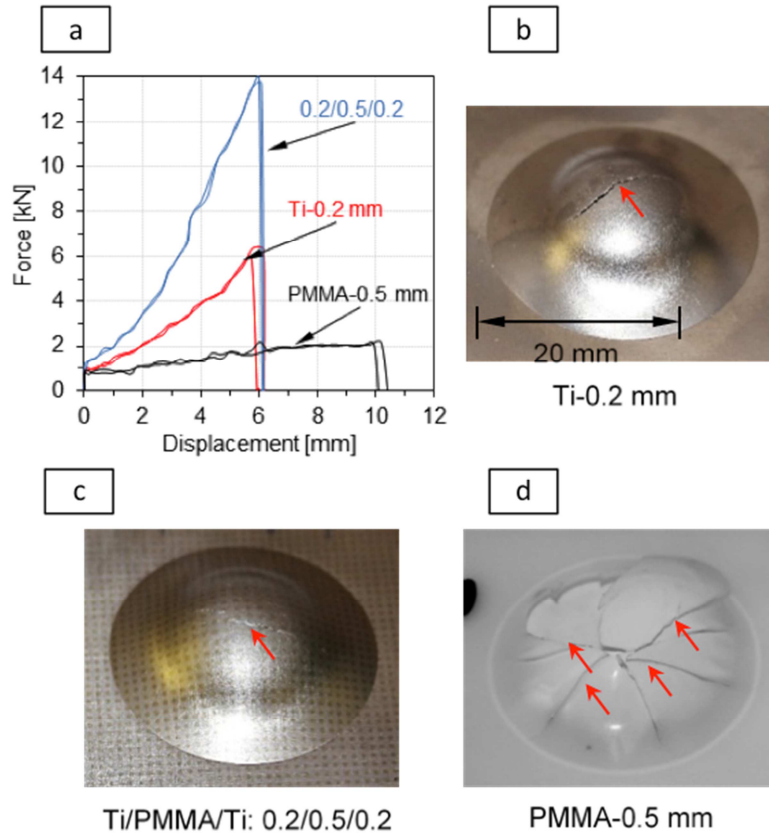 a
b
14
12
10
8
6
4
2
0
Force [kN]
0.2/0.5/0.2
Ti-0.2 mm
PMMA-0.5 mm
0 2 4 6 8 10 12
Displacement [mm]
20 mm
Ti-0.2 mm
c
d
Ti/PMMA/Ti: 0.2/0.5/0.2
PMMA-0.5 mm